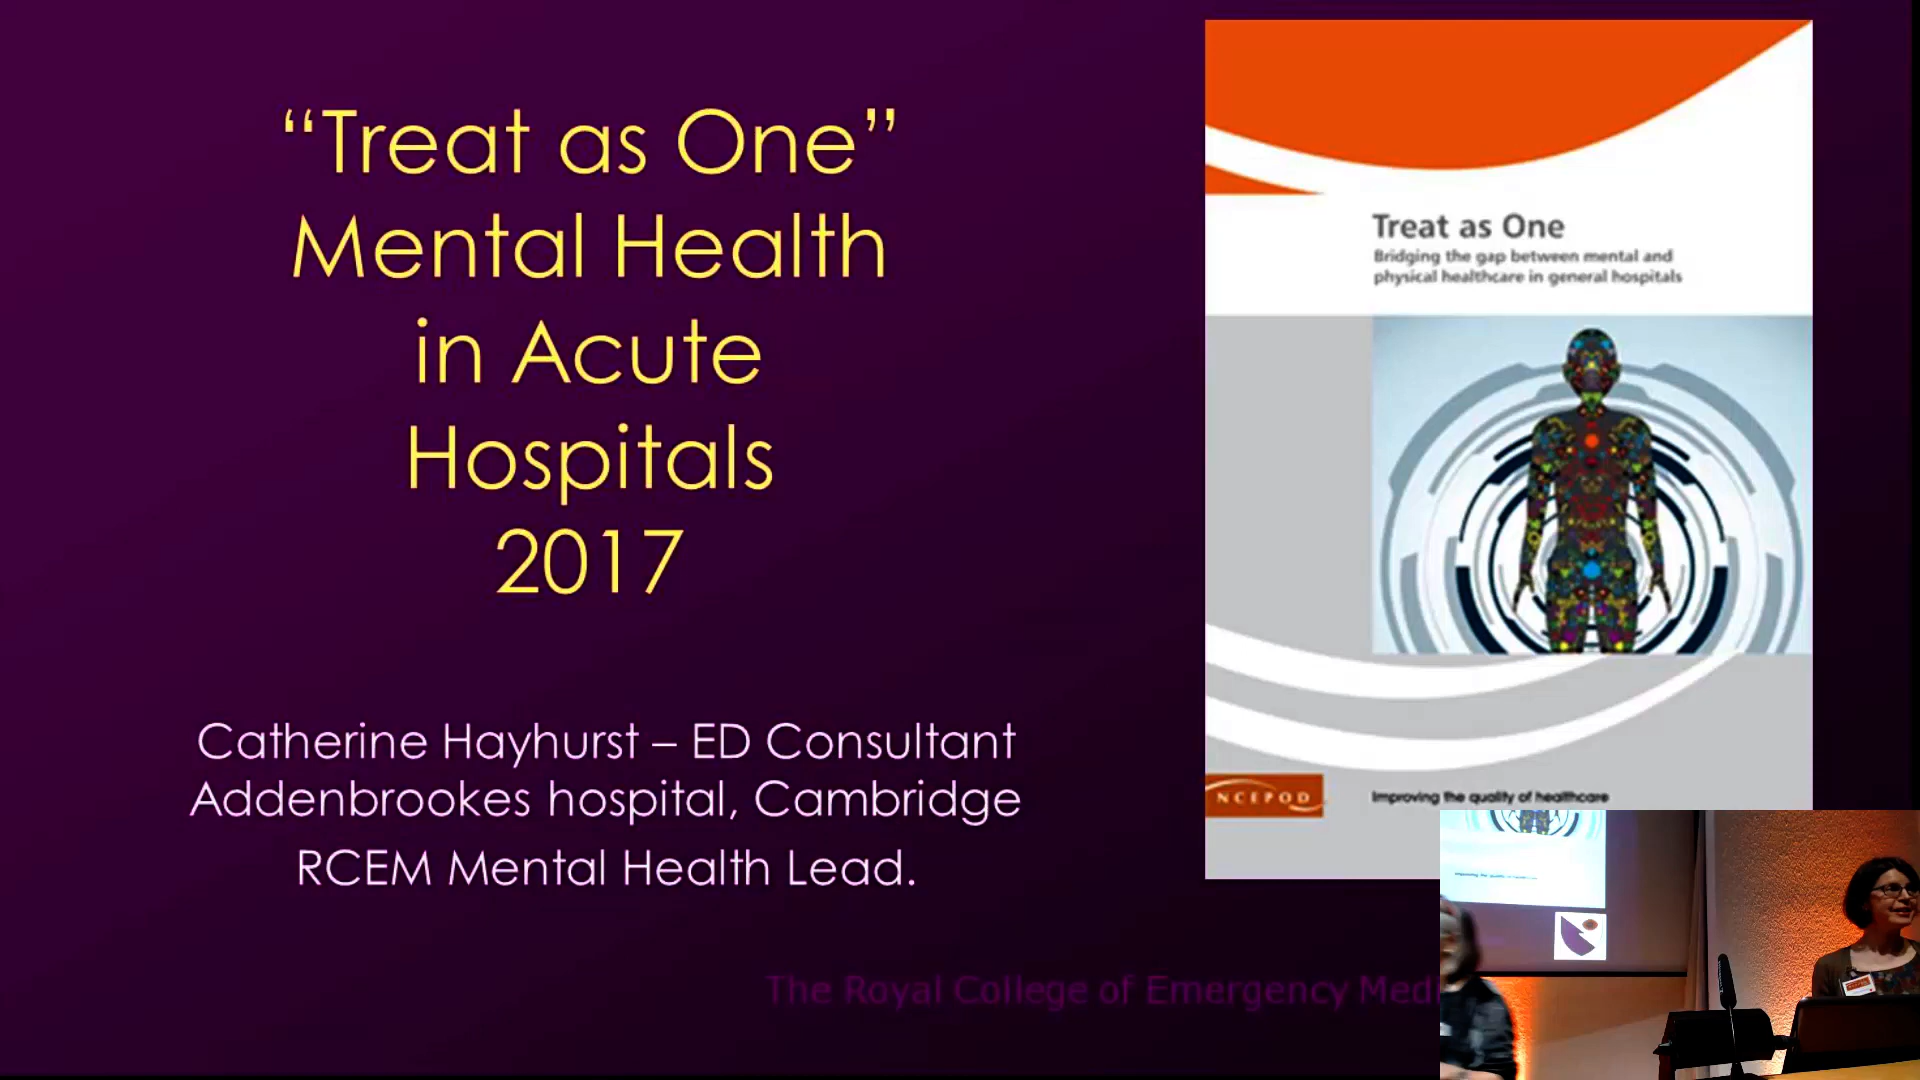 “Treat as One”
Mental Health
in Acute
Hospitals
2017
Catherine Hayhurst – ED Consultant
Addenbrookes hospital, Cambridge
RCEM Mental Health Lead.
The Royal College of Emergency Medi
Treat as One
Bridging the gap between mental and
physical healthcare in general hospitals
NCEPOD
Improving the quality of healthcare